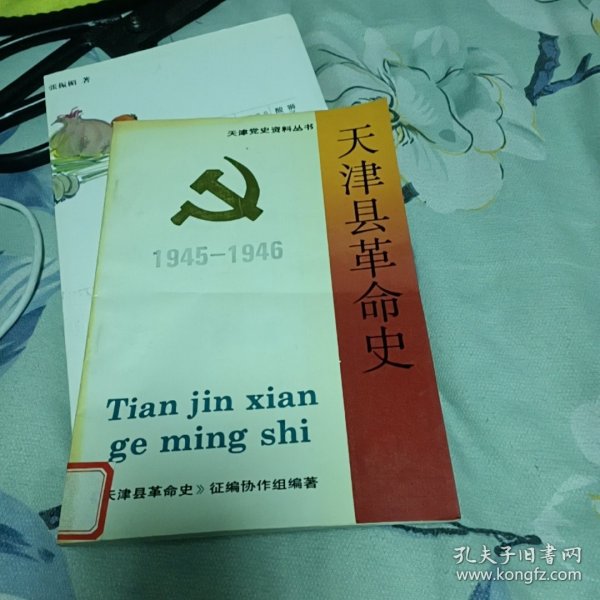 张振楣 著
天津党史资料丛书
天津县革命史
1945-1946
Tian jin xian
ge ming shi
天津县革命史》征编协作组编著
孔夫子旧书网
www.kongfz.com